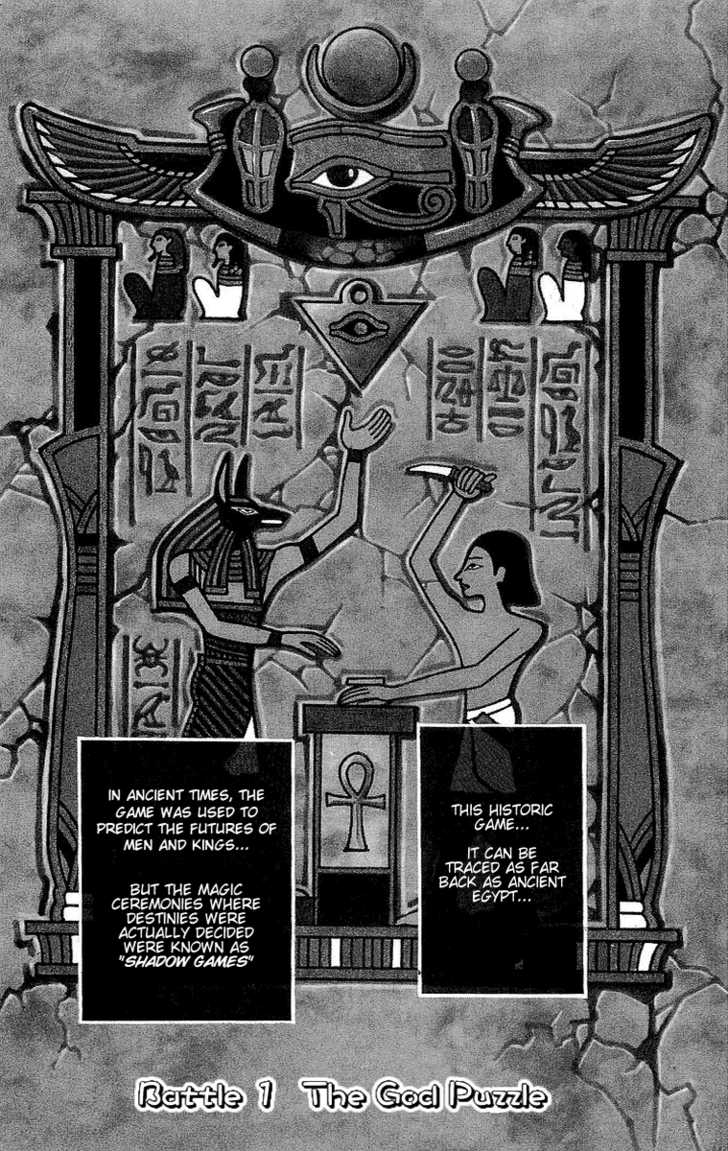 THIS HISTORIC
GAME...
IT CAN BE
TRACED AS FAR
BACK AS ANCIENT
EGYPT...
IN ANCIENT TIMES, THE
GAME WAS USED TO
PREDICT THE FUTURES OF
MEN AND KINGS...
BUT THE MAGIC
CEREMONIES WHERE
DESTINIES WERE
ACTUALLY DECIDED
WERE KNOWN AS
"SHADOW GAMES"
Battle 1 The God Puzzle